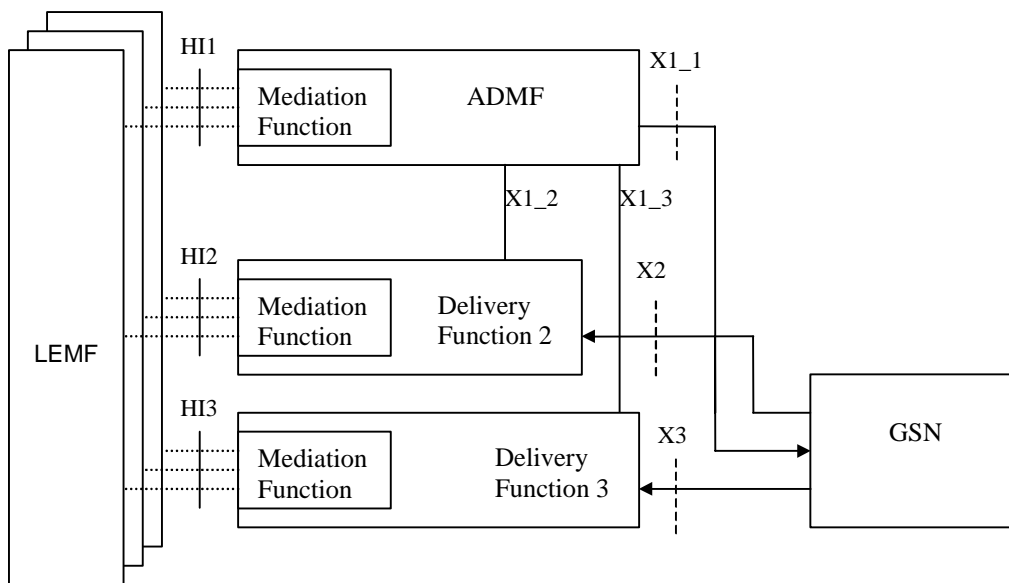 HI1
X1_1
Mediation
Function
ADMF
X1_2
X1_3
HI2
X2
Mediation
Function
Delivery
Function 2
LEMF
HI3
X3
GSN
Mediation
Function
Delivery
Function 3